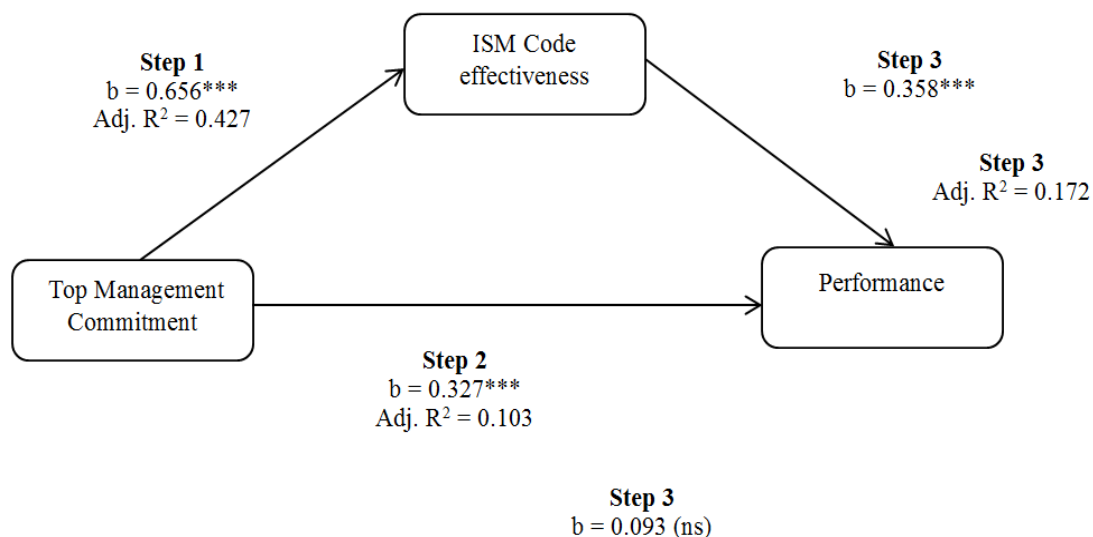 ISM Code
effectiveness
Step 1
b = 0.656***
Adj. R² = 0.427
Step 3
b = 0.358***
Step 3
Adj. R² = 0.172
Top Management
Commitment
Performance
Step 2
b = 0.327***
Adj. R² = 0.103
Step 3
b = 0.093 (ns)